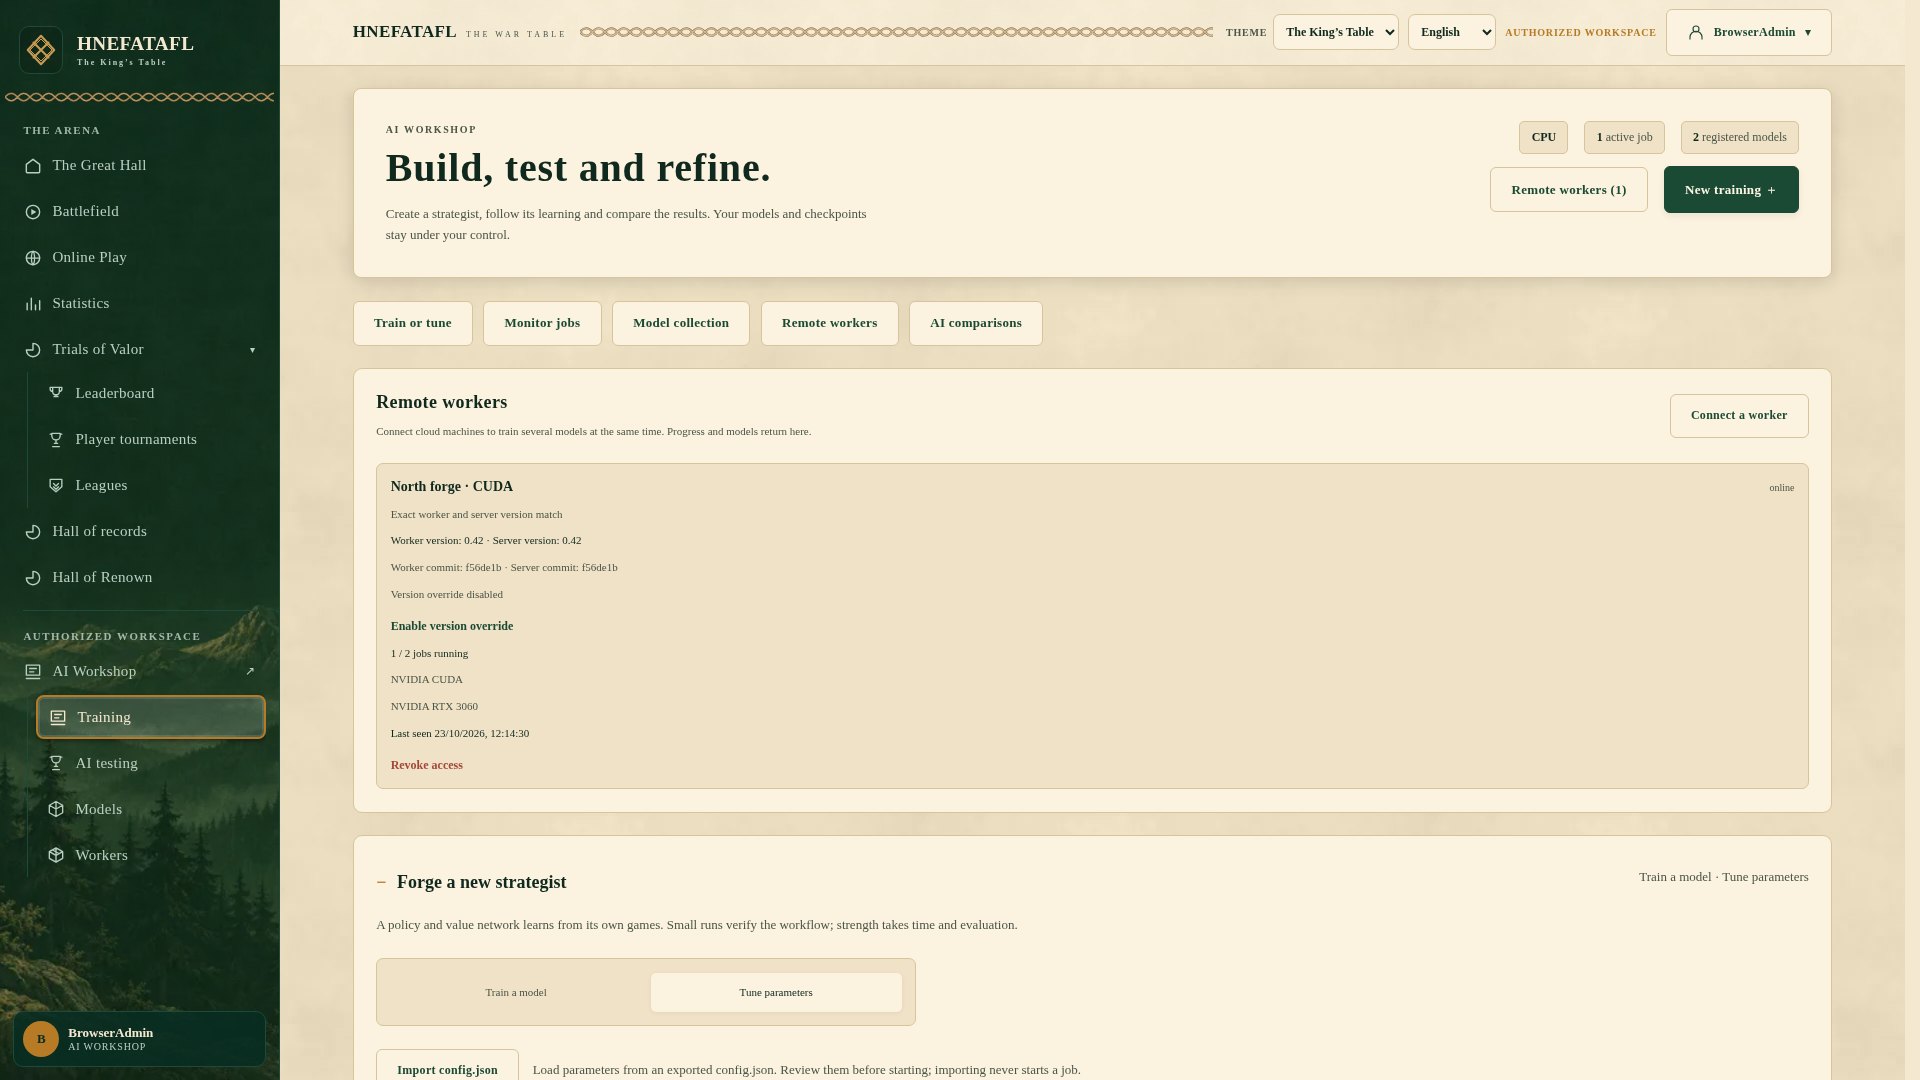 HNEFATAFL
The King's Table
THE ARENA
The Great Hall
Battlefield
Online Play
Statistics
Trials of Valor ▾
Leaderboard
Player tournaments
Leagues
Hall of records
Hall of Renown
AUTHORIZED WORKSPACE
AI Workshop ↗
Training
AI testing
Models
Workers
B
BrowserAdmin
AI WORKSHOP
HNEFATAFL THE WAR TABLE
THEME The King’s Table English AUTHORIZED WORKSPACE BrowserAdmin ▾
AI WORKSHOP
Build, test and refine.
Create a strategist, follow its learning and compare the results. Your models and checkpoints
stay under your control.
CPU 1 active job 2 registered models
Remote workers (1) New training +
Train or tune Monitor jobs Model collection Remote workers AI comparisons
Remote workers
Connect cloud machines to train several models at the same time. Progress and models return here.
Connect a worker
North forge · CUDA online
Exact worker and server version match
Worker version: 0.42 · Server version: 0.42
Worker commit: f56de1b · Server commit: f56de1b
Version override disabled
Enable version override
1 / 2 jobs running
NVIDIA CUDA
NVIDIA RTX 3060
Last seen 23/10/2026, 12:14:30
Revoke access
− Forge a new strategist Train a model · Tune parameters
A policy and value network learns from its own games. Small runs verify the workflow; strength takes time and evaluation.
Train a model Tune parameters
Import config.json Load parameters from an exported config.json. Review them before starting; importing never starts a job.